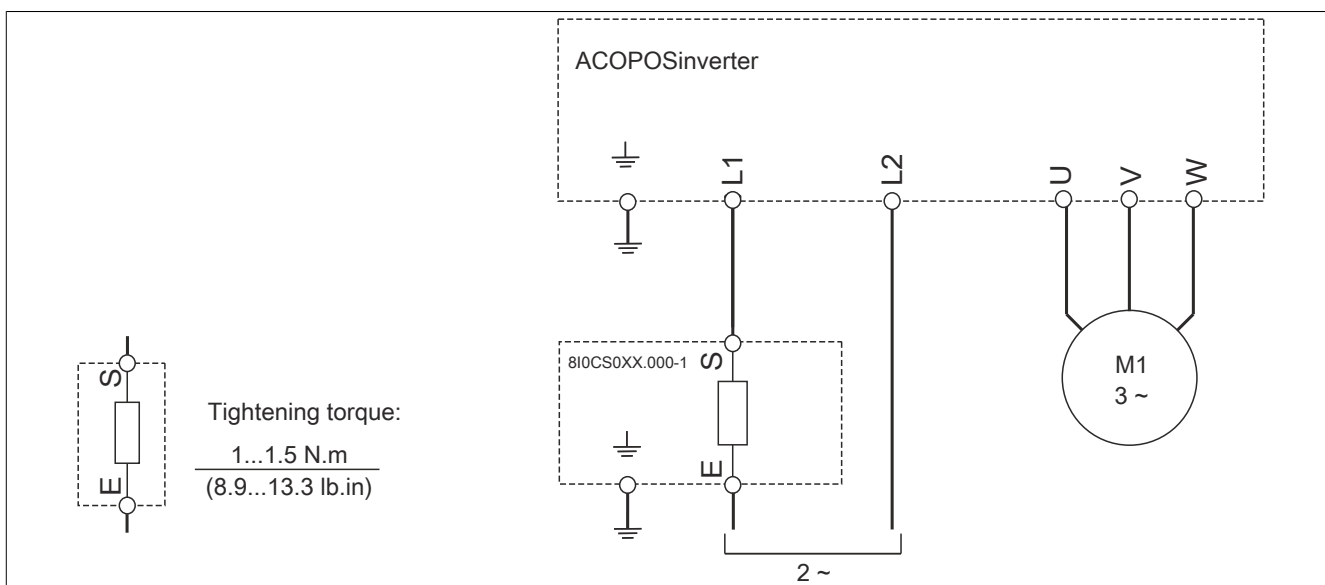 ACOPOSinverter
L1
L2
U
V
W
8I0CS0XX.000-1
S
M1
3 ~
S
E
Tightening torque:
1...1.5 N.m
(8.9...13.3 lb.in)
E
2 ~